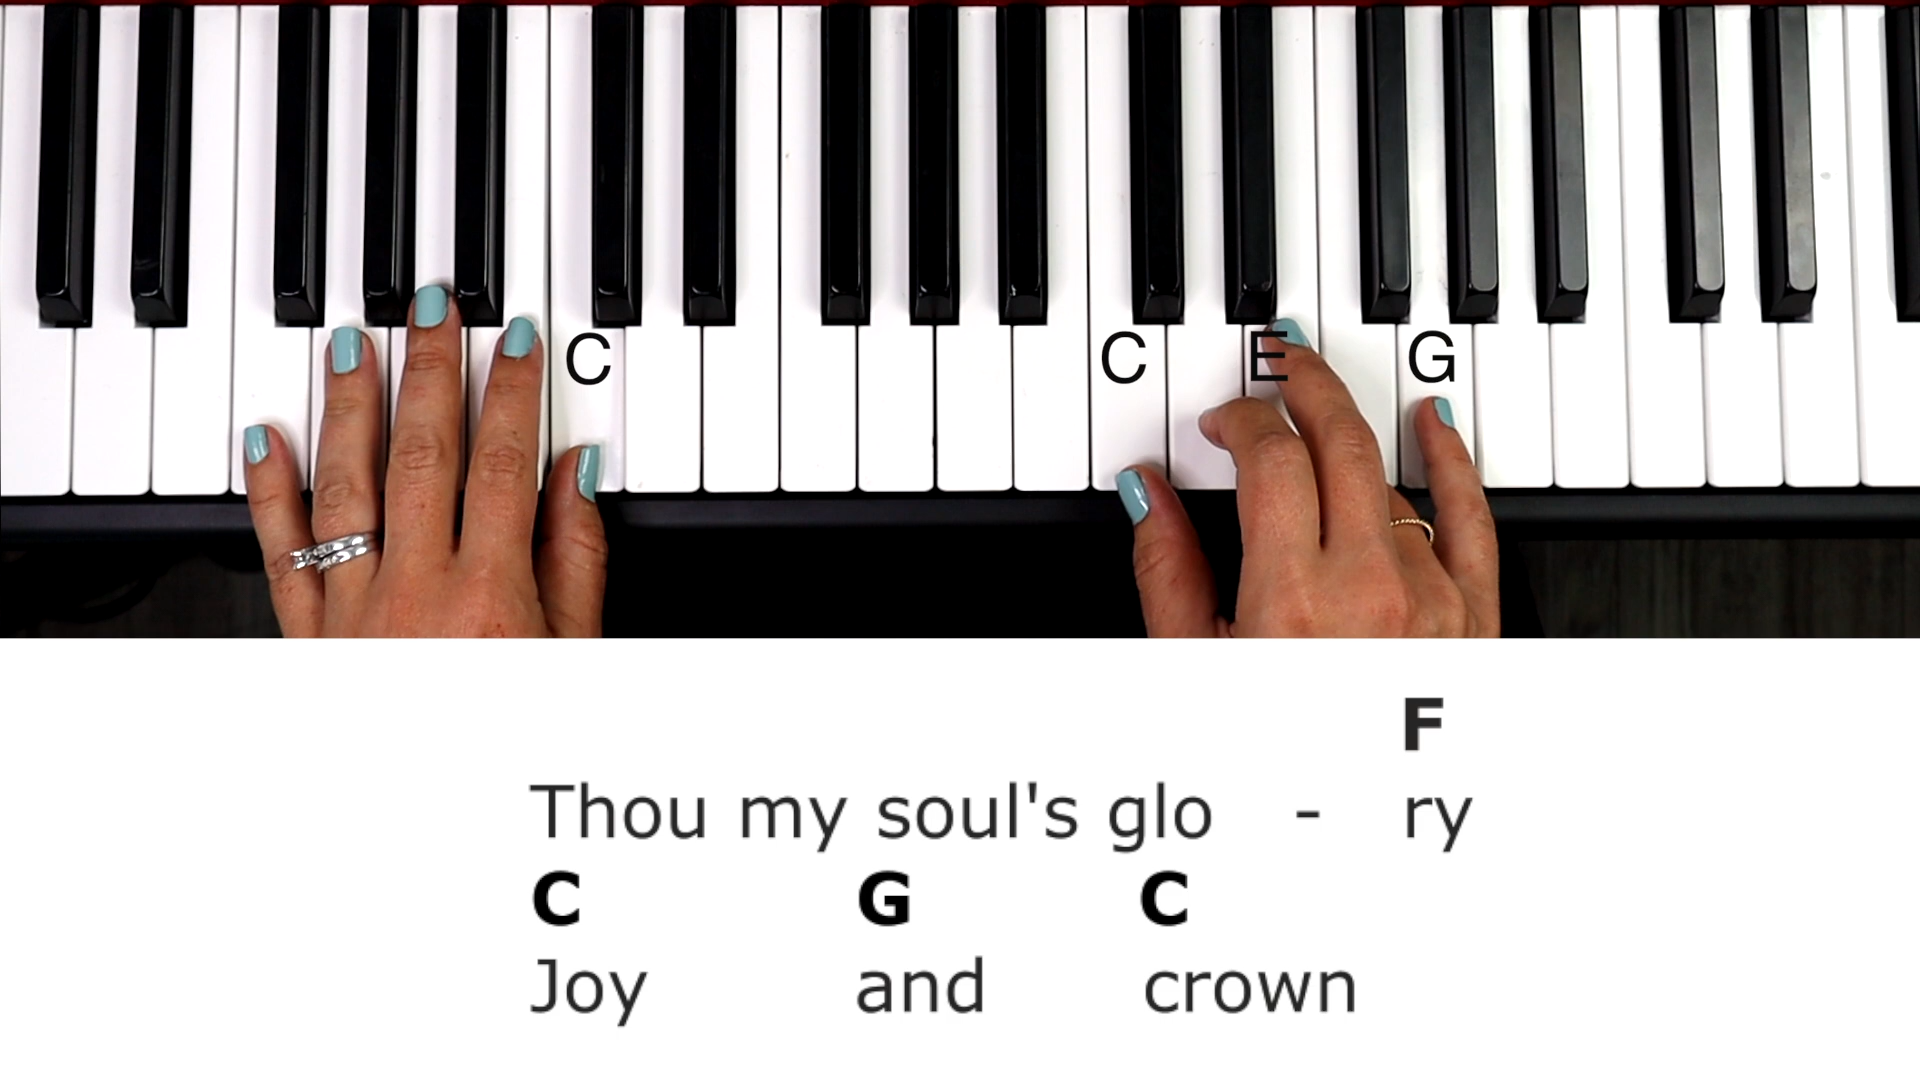 C C E G
F
Thou my soul's glo - ry
C G C
Joy and crown